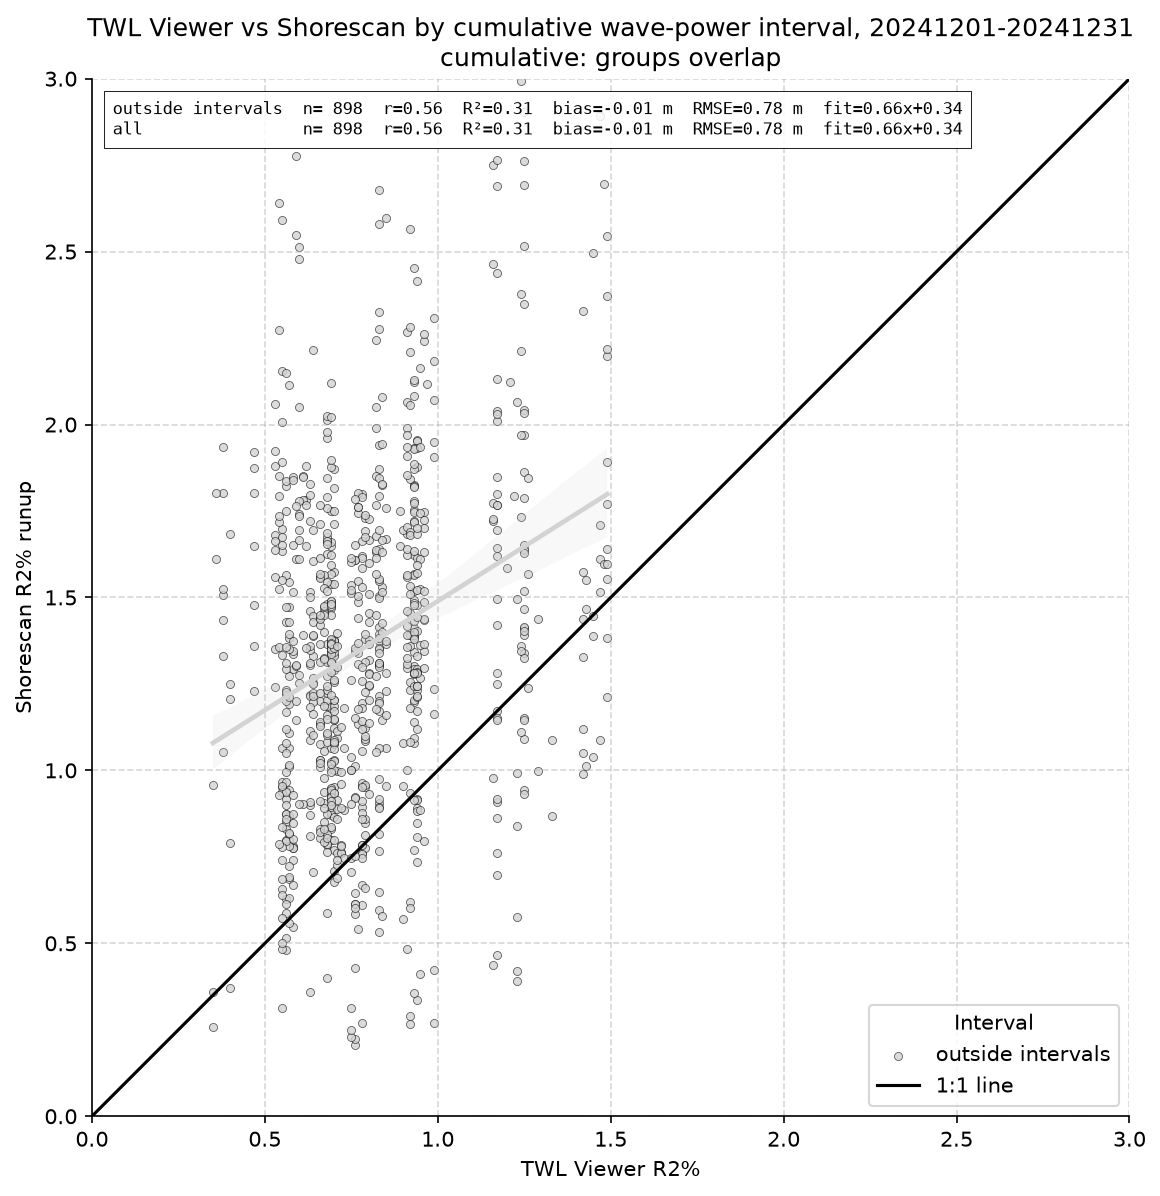 TWL Viewer vs Shorescan by cumulative wave-power interval, 20241201-20241231
cumulative: groups overlap
outside intervals n= 898 r=0.56 R²=0.31 bias=-0.01 m RMSE=0.78 m fit=0.66x+0.34
all n= 898 r=0.56 R²=0.31 bias=-0.01 m RMSE=0.78 m fit=0.66x+0.34
3.0
2.5
2.0
1.5
1.0
0.5
0.0
Shorescan R2% runup
Interval
outside intervals
1:1 line
0.0 0.5 1.0 1.5 2.0 2.5 3.0
TWL Viewer R2%